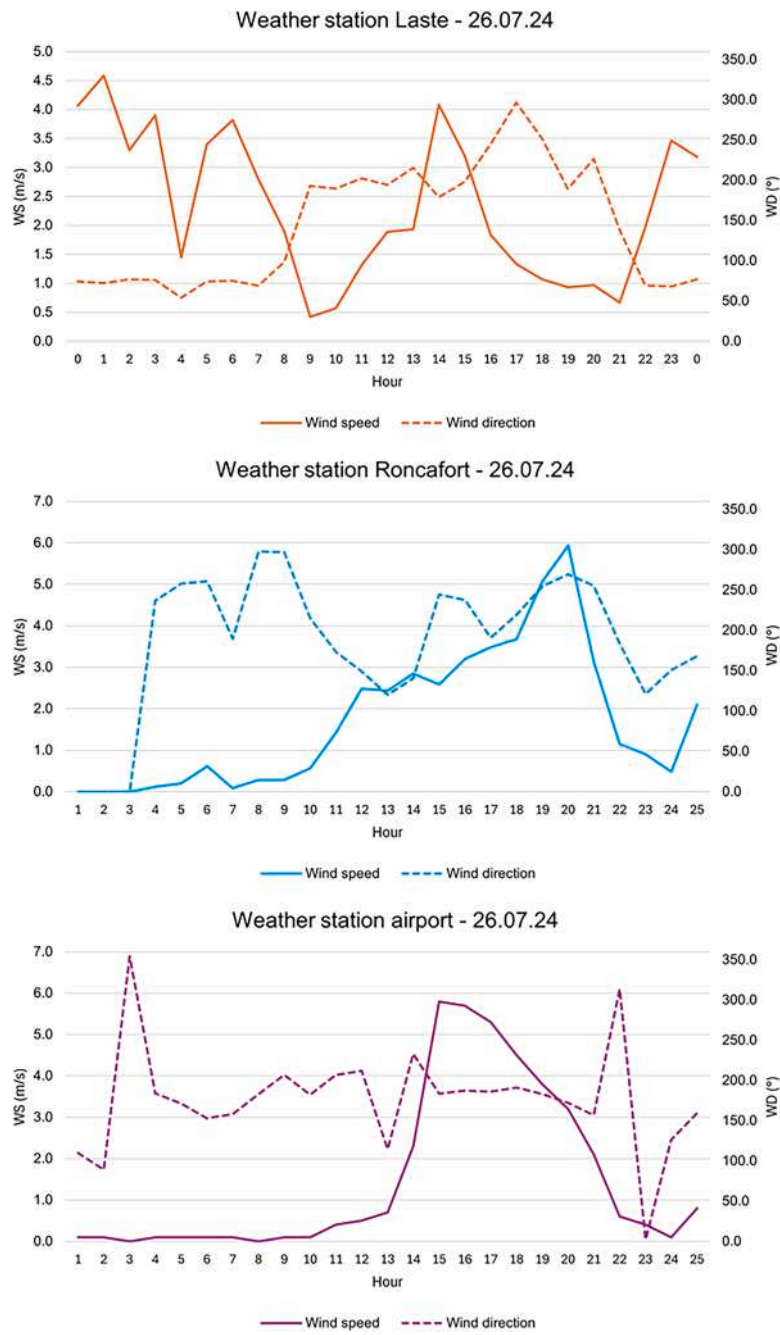 Weather station Laste - 26.07.24
5.0 4.5 4.0 3.5 3.0 2.5 2.0 1.5 1.0 0.5 0.0
WS (m/s)
350.0 300.0 250.0 200.0 150.0 100.0 50.0 0.0
WD (º)
0 1 2 3 4 5 6 7 8 9 10 11 12 13 14 15 16 17 18 19 20 21 22 23 0
Hour
Wind speed Wind direction
Weather station Roncafort - 26.07.24
7.0 6.0 5.0 4.0 3.0 2.0 1.0 0.0
WS (m/s)
350.0 300.0 250.0 200.0 150.0 100.0 50.0 0.0
WD (º)
1 2 3 4 5 6 7 8 9 10 11 12 13 14 15 16 17 18 19 20 21 22 23 24 25
Hour
Wind speed Wind direction
Weather station airport - 26.07.24
7.0 6.0 5.0 4.0 3.0 2.0 1.0 0.0
WS (m/s)
350.0 300.0 250.0 200.0 150.0 100.0 50.0 0.0
WD (º)
1 2 3 4 5 6 7 8 9 10 11 12 13 14 15 16 17 18 19 20 21 22 23 24 25
Hour
Wind speed Wind direction